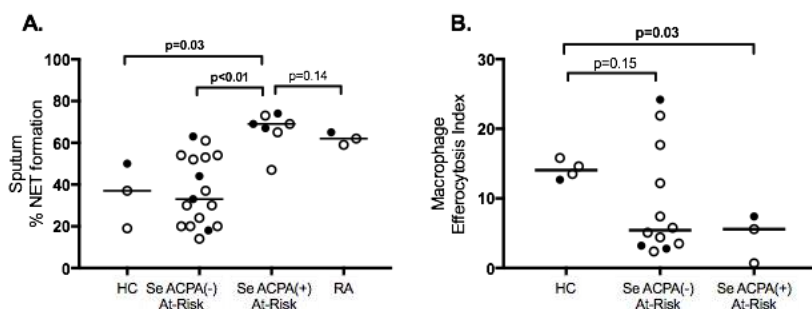 A.
p=0.03
p<0.01
p=0.14
100
80
60
40
20
0
Sputum
% NET formation
HC
Se ACPA(-)
At-Risk
Se ACPA(+)
At-Risk
RA
B.
p=0.03
p=0.15
30
20
10
0
Macrophage
Efferocytosis Index
HC
Se ACPA(-)
At-Risk
Se ACPA(+)
At-Risk